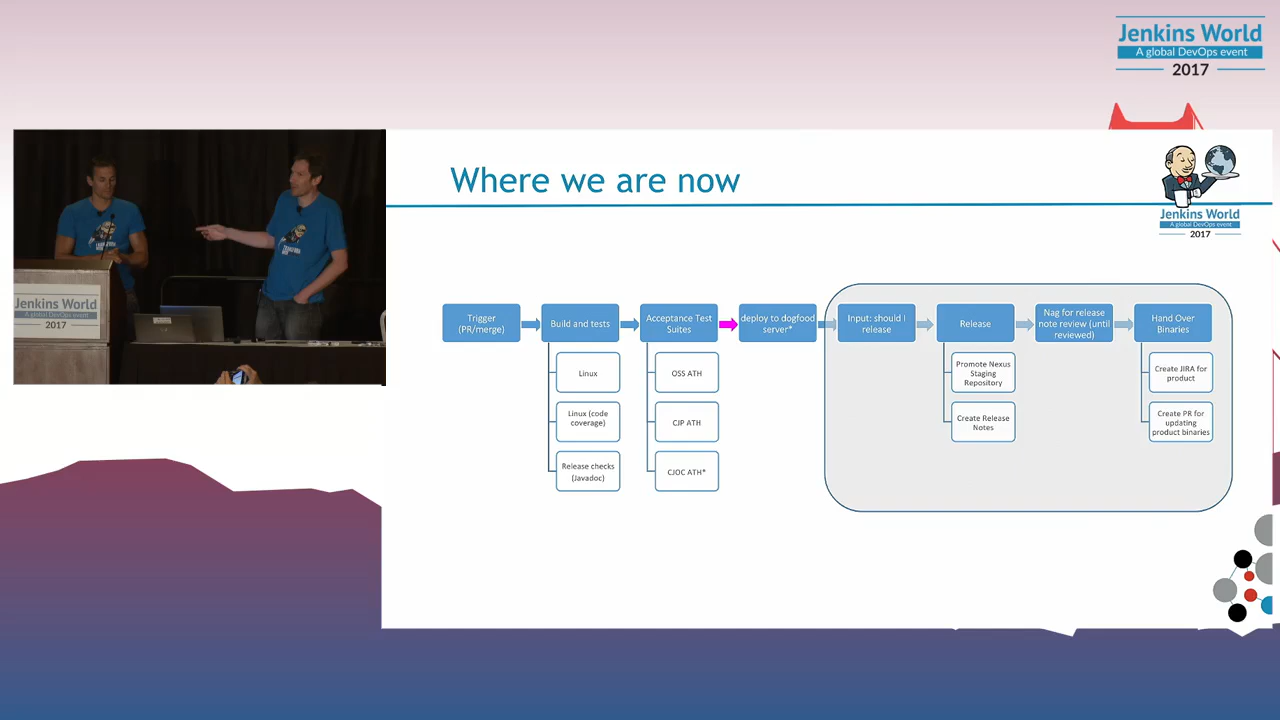 Jenkins World
A global DevOps event
2017
Where we are now
Jenkins World
A global DevOps event
2017
Jenkins World
2017
Trigger
(PR/merge)
Build and tests
Acceptance Test
Suites
deploy to dogfood
server*
Input: should I
release
Release
Nag for release
note review (until
reviewed)
Hand Over
Binaries
Linux
Linux (code
coverage)
Release checks
(Javadoc)
OSS ATH
CJP ATH
CJOC ATH*
Promote Nexus
Staging
Repository
Create Release
Notes
Create JIRA for
product
Create PR for
updating
product binaries